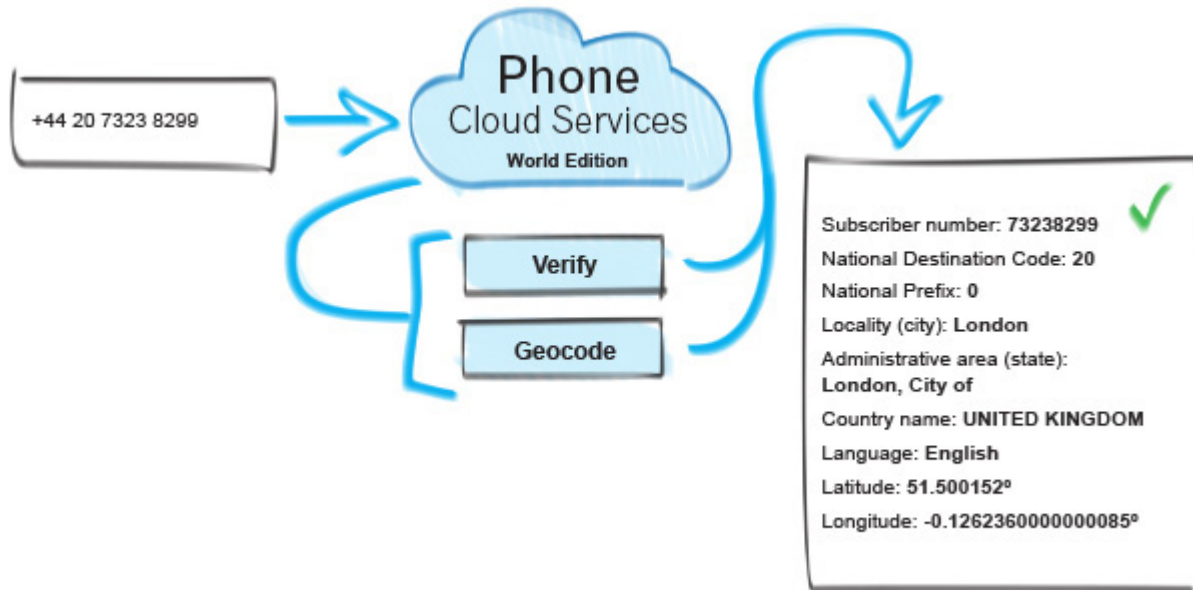 +44 20 7323 8299
Phone
Cloud Services
World Edition
Verify
Geocode
Subscriber number: 73238299
National Destination Code: 20
National Prefix: 0
Locality (city): London
Administrative area (state):
London, City of
Country name: UNITED KINGDOM
Language: English
Latitude: 51.500152º
Longitude: -0.1262360000000085º